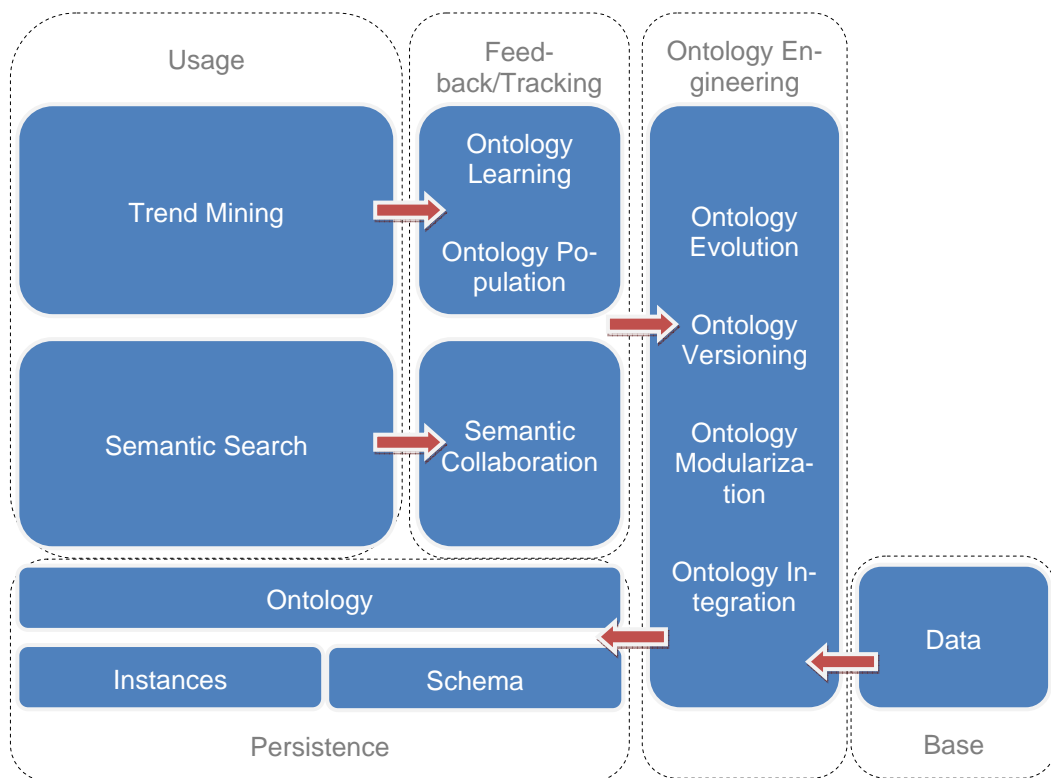 Usage
Feed-
back/Tracking
Ontology En-
gineering
Trend Mining
Ontology
Learning
Ontology Po-
pulation
Ontology
Evolution
Ontology
Versioning
Ontology
Modulariza-
tion
Ontology In-
tegration
Semantic Search
Semantic
Collaboration
Ontology
Instances
Schema
Persistence
Data
Base